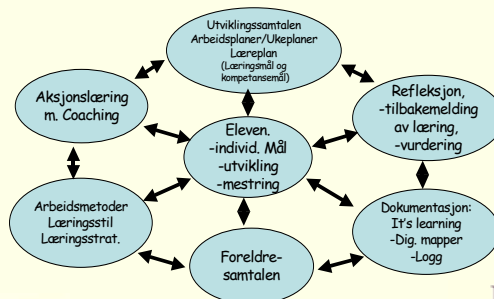 Utviklingssamtalen
Arbeidsplaner/Ukeplaner
Læreplan
(Læringsmål og
kompetansemål)
Aksjonslæring
m. Coaching
Refleksjon,
-tilbakemelding
av læring,
-vurdering
Eleven.
-individ. Mål
-utvikling
-mestring
Arbeidsmetoder
Læringsstil
Læringsstrat.
Dokumentasjon:
It's learning
-Dig. mapper
-Logg
Foreldre-
samtalen